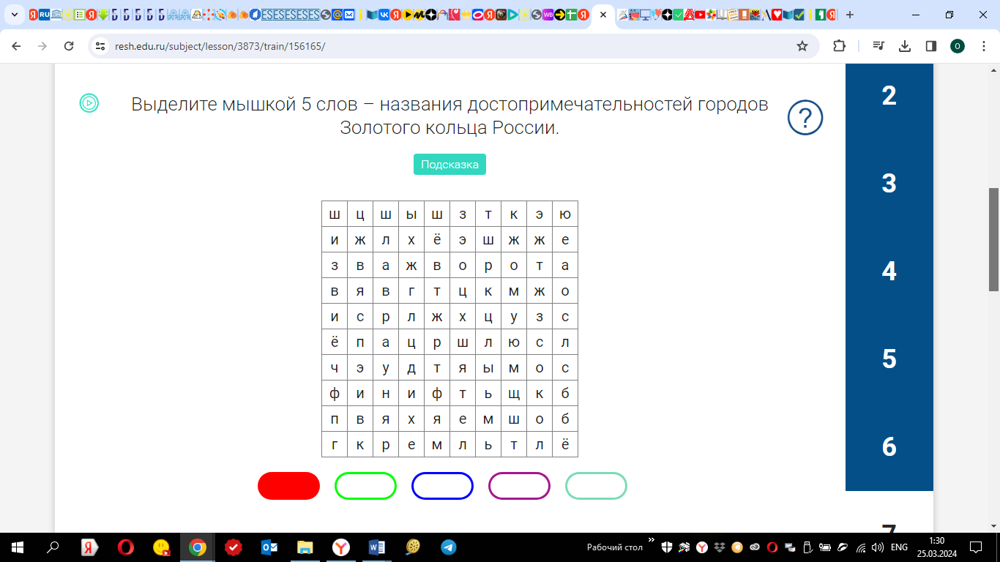 resh.edu.ru/subject/lesson/3873/train/156165/
О
Выделите мышкой 5 слов – названия достопримечательностей городов
Золотого кольца России.
?
Подсказка
ш ц ш ы ш з т к э ю
и ж л х ё э ш ж ж е
з в а ж в о р о т а
в я в г т ц к м ж о
и с р л ж х ц у з с
ё п а ц р ш л ю с л
ч э у д т я ы м о с
ф и н и ф т ь щ к б
п в я х я е м ш о б
г к р е м л ь т л ё
2
3
4
5
6
7
Рабочий стол
ENG
1:30
25.03.2024